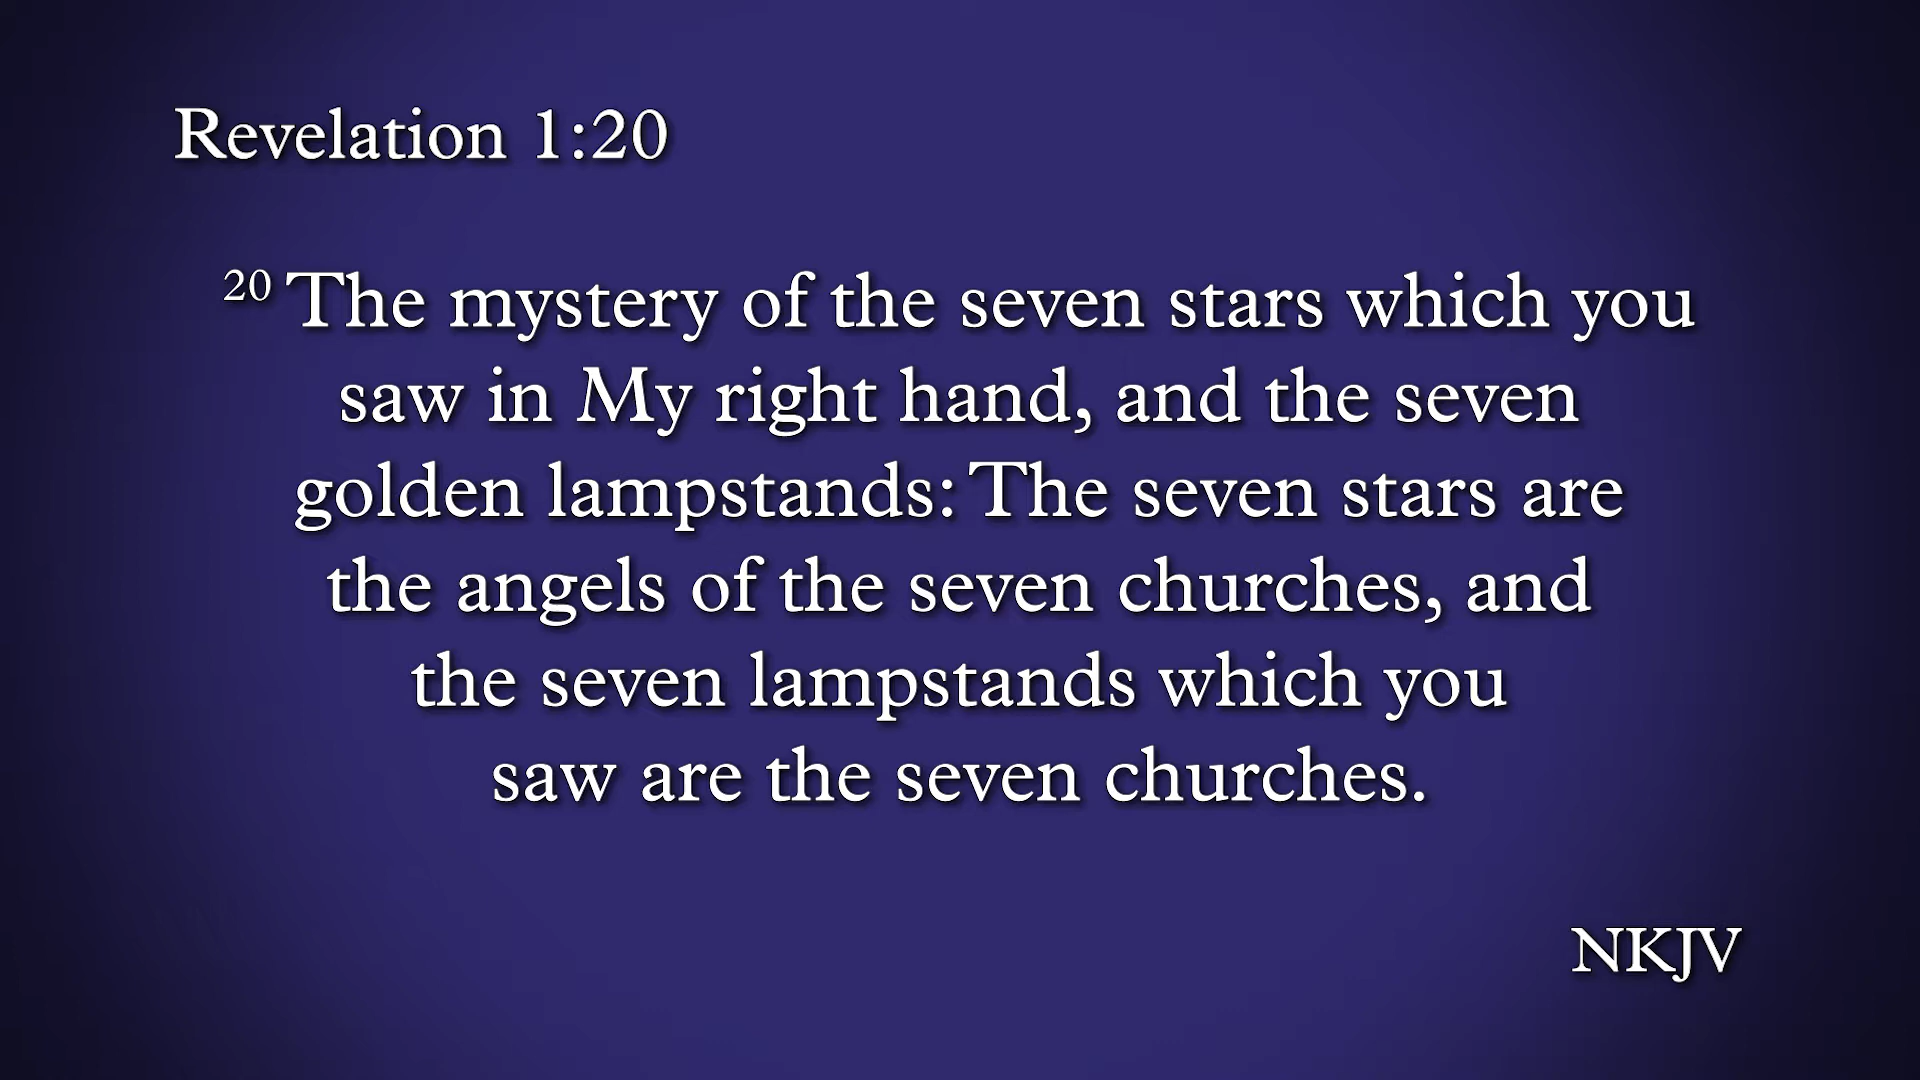 Revelation 1:20
20 The mystery of the seven stars which you
saw in My right hand, and the seven
golden lampstands: The seven stars are
the angels of the seven churches, and
the seven lampstands which you
saw are the seven churches.
NKJV